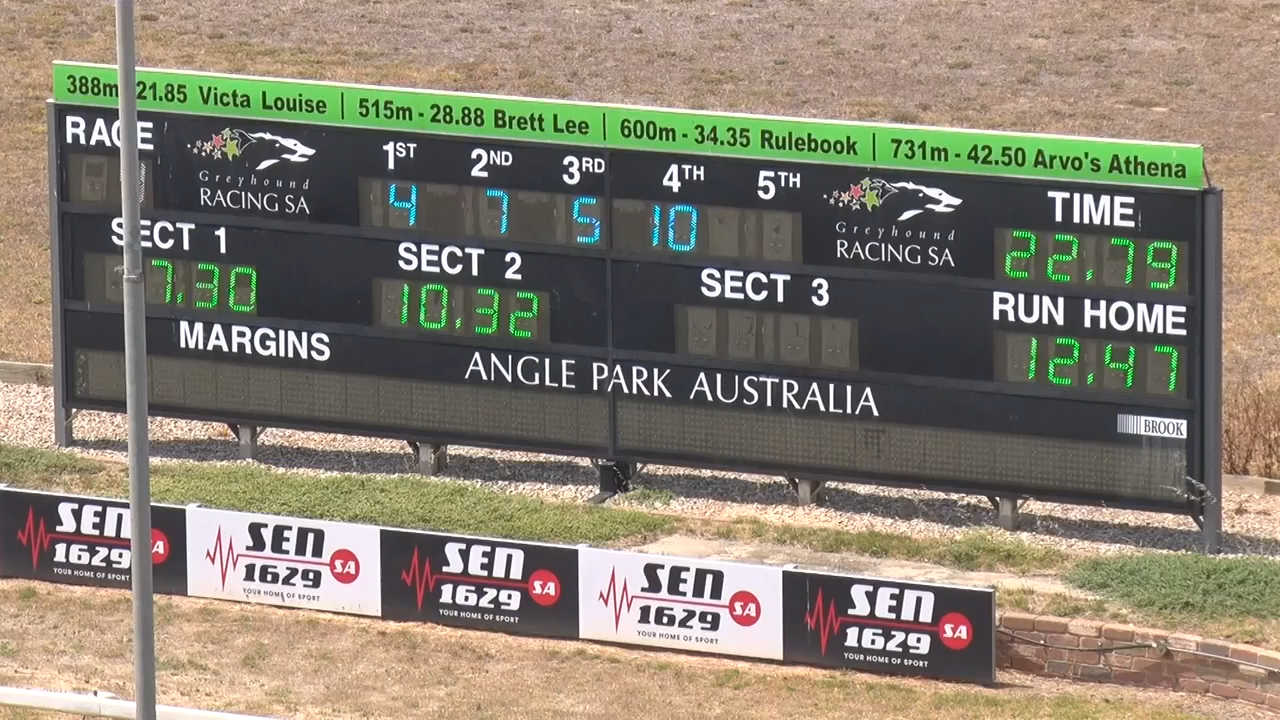 388m 21.85 Victa Louise | 515m - 28.88 Brett Lee | 600m - 34.35 Rulebook | 731m - 42.50 Arvo's Athena
RACE
Greyhound
RACING SA
1ST 2ND 3RD 4TH 5TH
4 7 5 10
Greyhound
RACING SA
TIME
22.79
SECT 1
7.30
SECT 2
10.32
SECT 3
RUN HOME
12.47
MARGINS
ANGLE PARK AUSTRALIA
BROOK
SEN
1629 SA
YOUR HOME OF SPORT
SEN
1629 SA
YOUR HOME OF SPORT
SEN
1629 SA
YOUR HOME OF SPORT
SEN
1629 SA
YOUR HOME OF SPORT
SEN
1629 SA
YOUR HOME OF SPORT